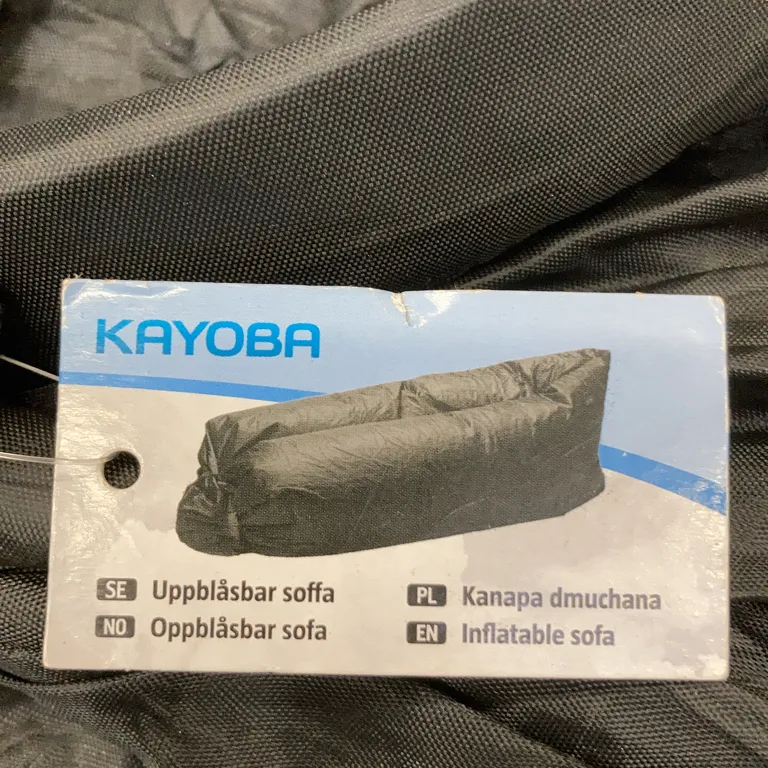 KAYOBA
SE Uppblåsbar soffa
NO Oppblåsbar sofa
PL Kanapa dmuchana
EN Inflatable sofa